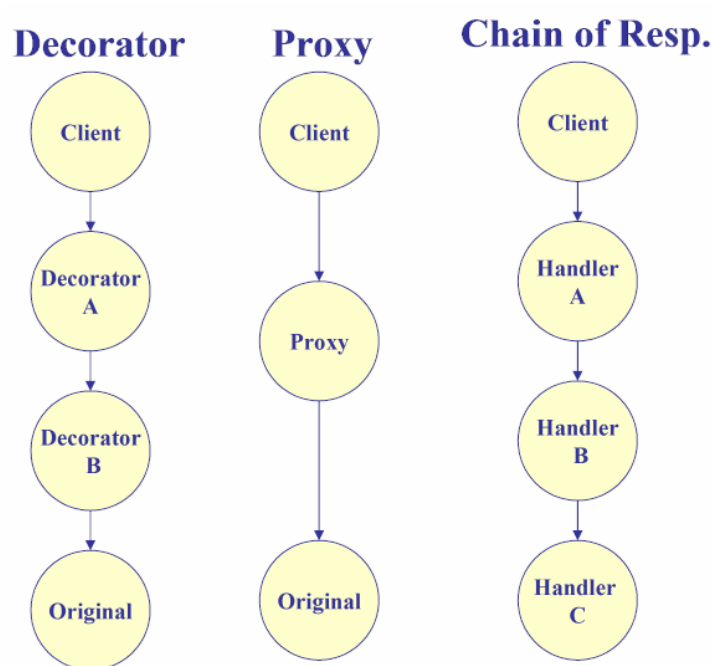 Decorator
Client
Decorator
A
Decorator
B
Original
Proxy
Client
Proxy
Original
Chain of Resp.
Client
Handler
A
Handler
B
Handler
C